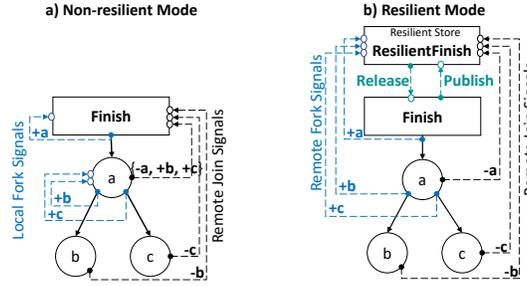 a) Non-resilient Mode
Finish
+a
Local Fork Signals
a
{-a, +b, +c}
+b
+c
b
c
-c
-b
Remote Join Signals
b) Resilient Mode
Resilient Store
ResilientFinish
Release
Publish
Finish
Remote Fork Signals
+a
a
-a
+b
+c
b
c
-c
-b